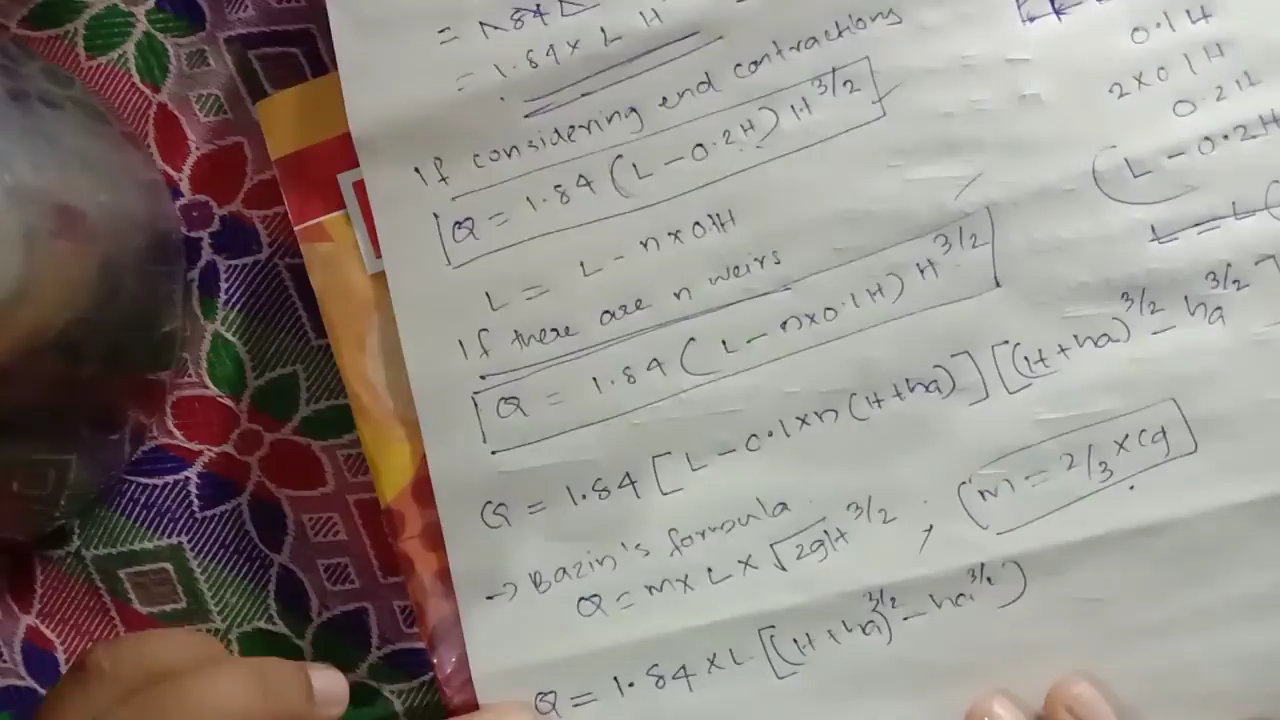 = 1.84 L
= 1.84 × L H
If considering end contractions
Q = 1.84 (L - 0.2H) H^3/2
L = L - n × 0.1H
If there are n weirs
Q = 1.84 (L - n×0.1H) H^3/2
Q = 1.84 [L - 0.1×n (H+ha)] [(H+ha)^3/2 - ha^3/2]
→ Bazin's formula
Q = m× L × √2g H^3/2 , (m = 2/3 × Cd)
Q = 1.84 × L [(H+ha)^3/2 - ha^3/2)
0.1H
2×0.1H
0.2H
(L - 0.2H
L = L (